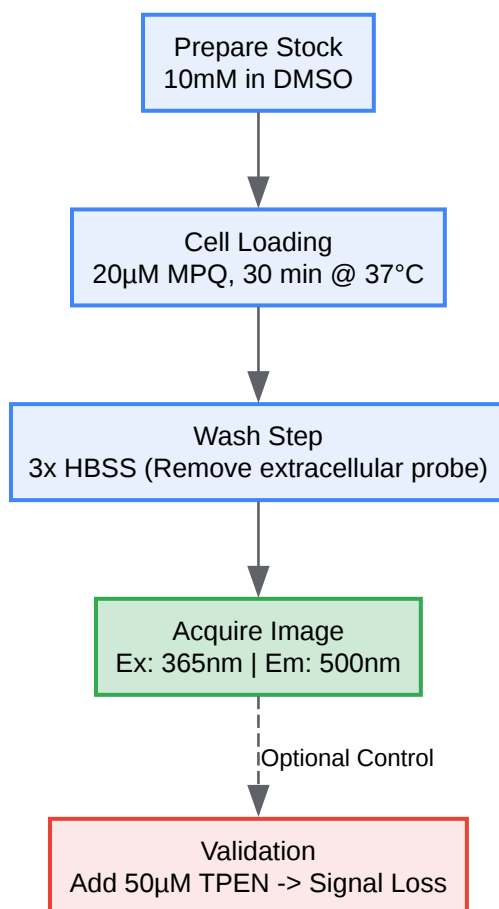 Prepare Stock
10mM in DMSO
Cell Loading
20µM MPQ, 30 min @ 37°C
Wash Step
3x HBSS (Remove extracellular probe)
Acquire Image
Ex: 365nm | Em: 500nm
Optional Control
Validation
Add 50µM TPEN -> Signal Loss